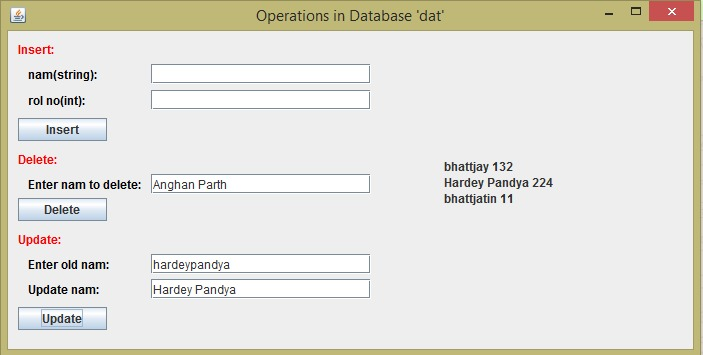 Operations in Database 'dat'
Insert:
nam(string):
rol no(int):
Insert
Delete:
Enter nam to delete: Anghan Parth
Delete
Update:
Enter old nam: hardeypandya
Update nam: Hardey Pandya
Update
bhattjay 132
Hardey Pandya 224
bhattjatin 11